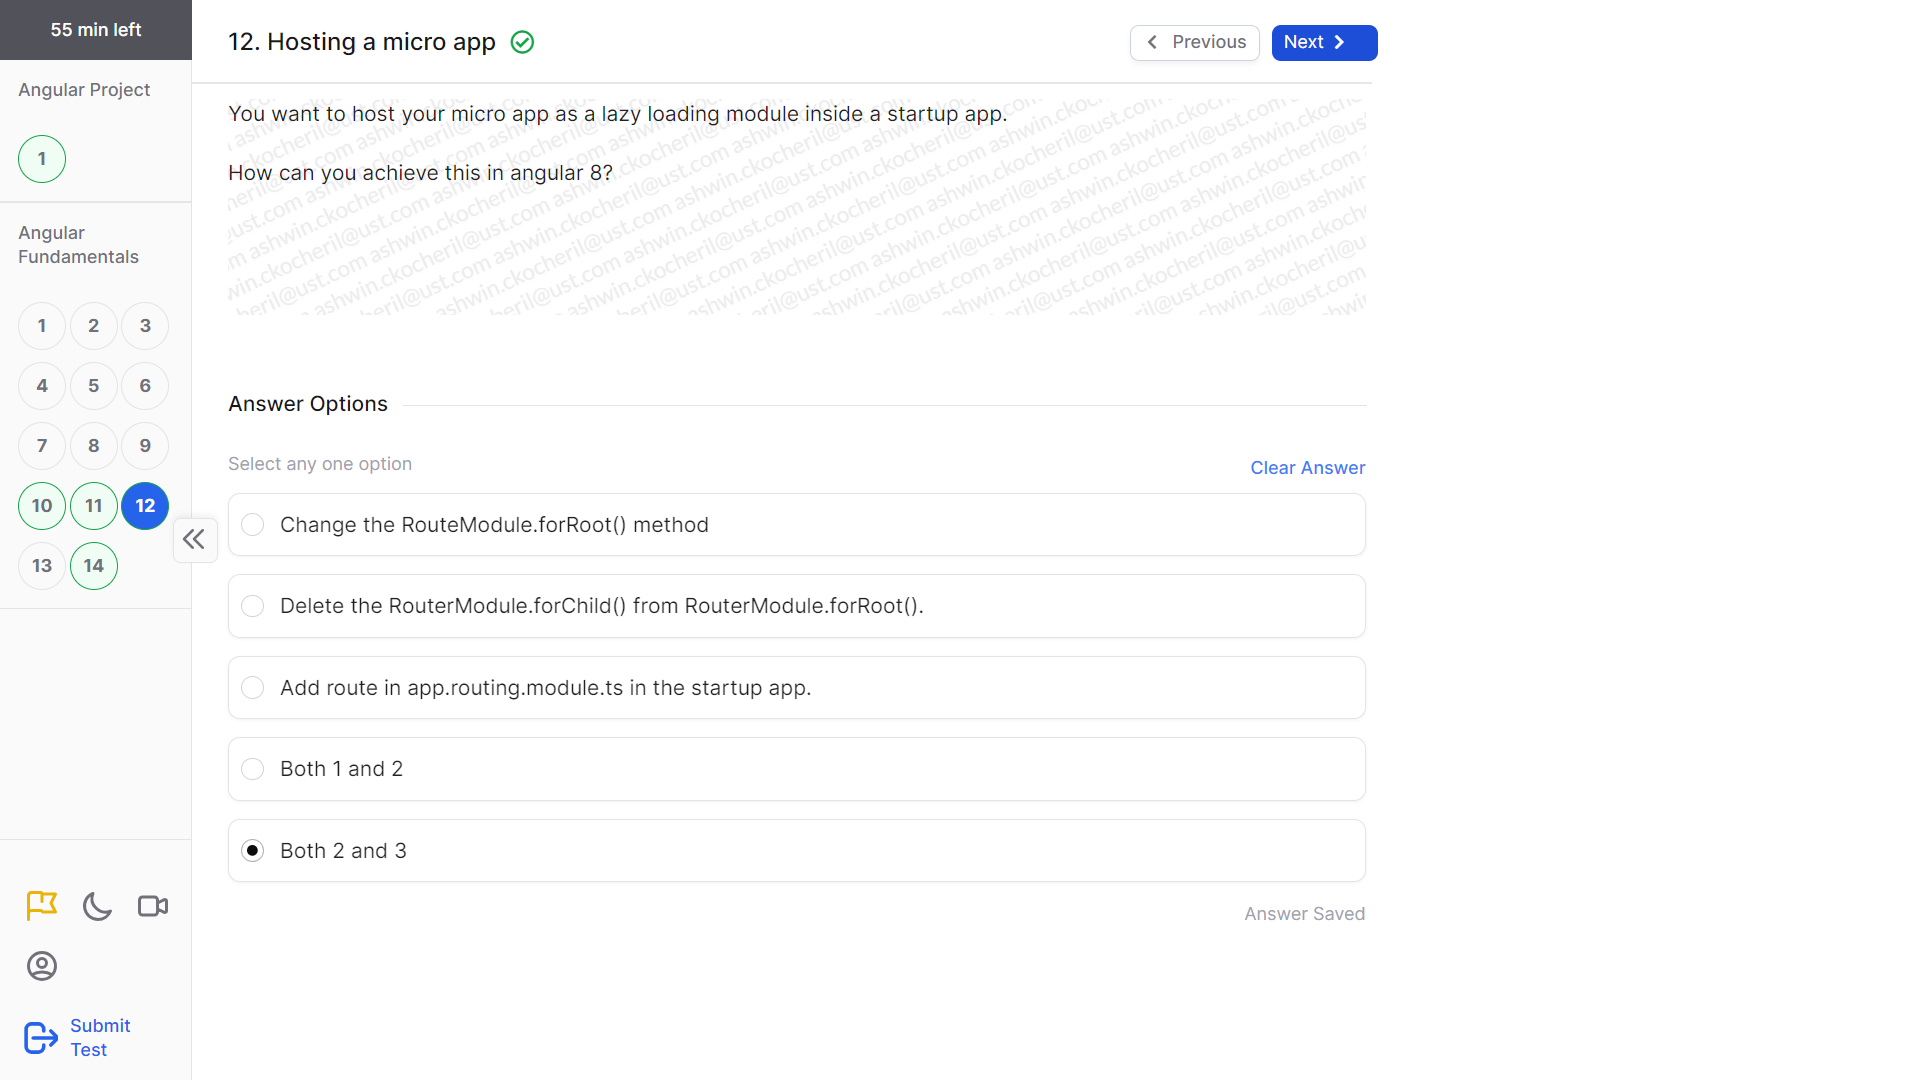 55 min left
12. Hosting a micro app
Previous
Next
Angular Project
1
You want to host your micro app as a lazy loading module inside a startup app.
How can you achieve this in angular 8?
ashwin.ckocheril@ust.com
Angular
Fundamentals
1 2 3
4 5 6
7 8 9
10 11 12
13 14
Answer Options
Select any one option
Clear Answer
Change the RouteModule.forRoot() method
Delete the RouterModule.forChild() from RouterModule.forRoot().
Add route in app.routing.module.ts in the startup app.
Both 1 and 2
Both 2 and 3
Answer Saved
Submit
Test